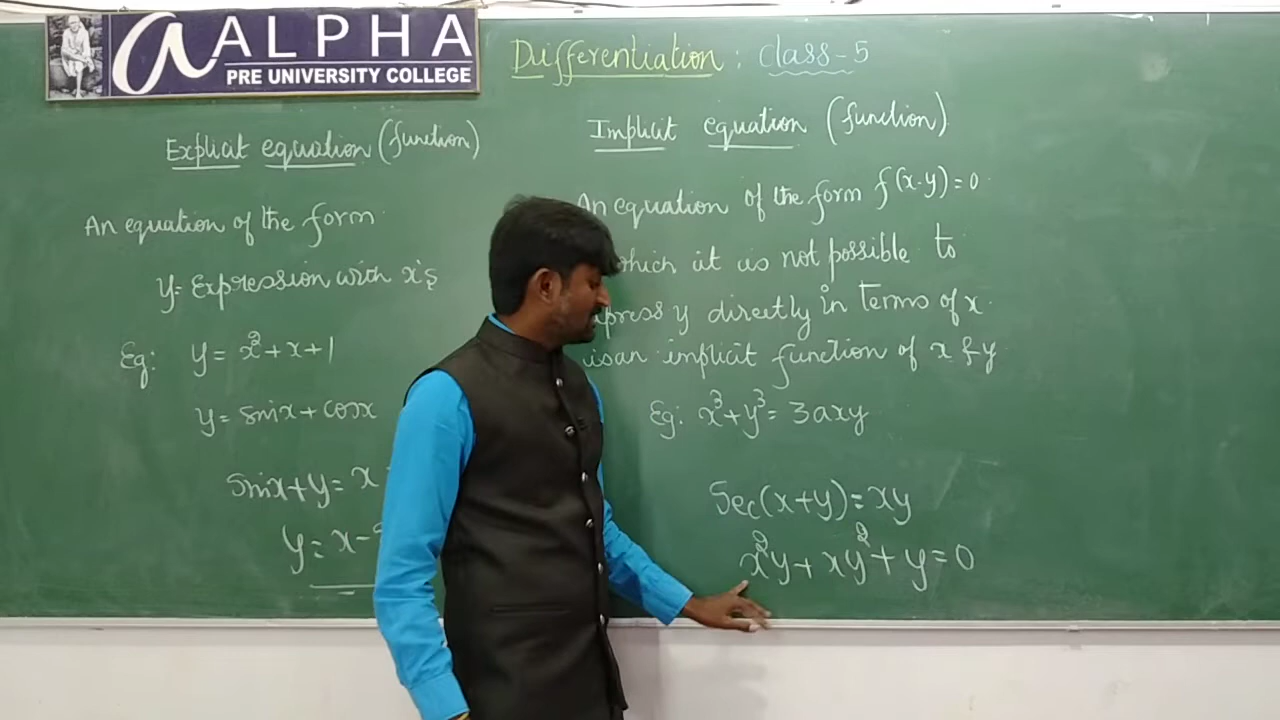 ALPHA
PRE UNIVERSITY COLLEGE
Differentiation : Class-5
Explicit equation (function)
An equation of the form
y = Expression with x's
Eg: y = x² + x + 1
y = sinx + cosx
sinx + y = x
y = x -
Implicit equation (function)
An equation of the form f(x.y) = 0
which it is not possible to
y directly in terms of x.
is an implicit function of x & y
Eg: x³ + y³ = 3axy
Sec(x+y) = xy
x²y + xy² + y = 0